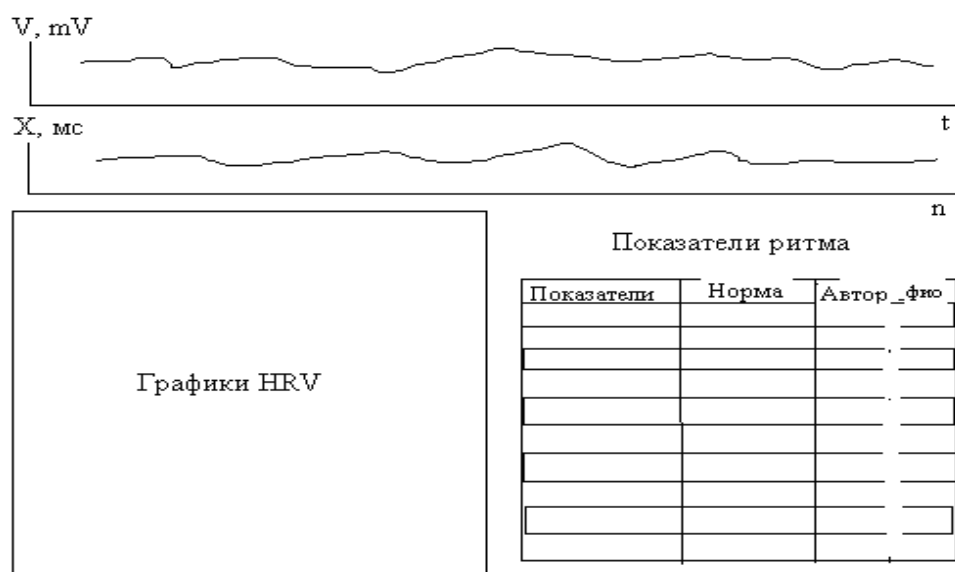 V, mV
t
X, мс
n
Показатели ритма
Показатели Норма Автор_фио
Графики HRV